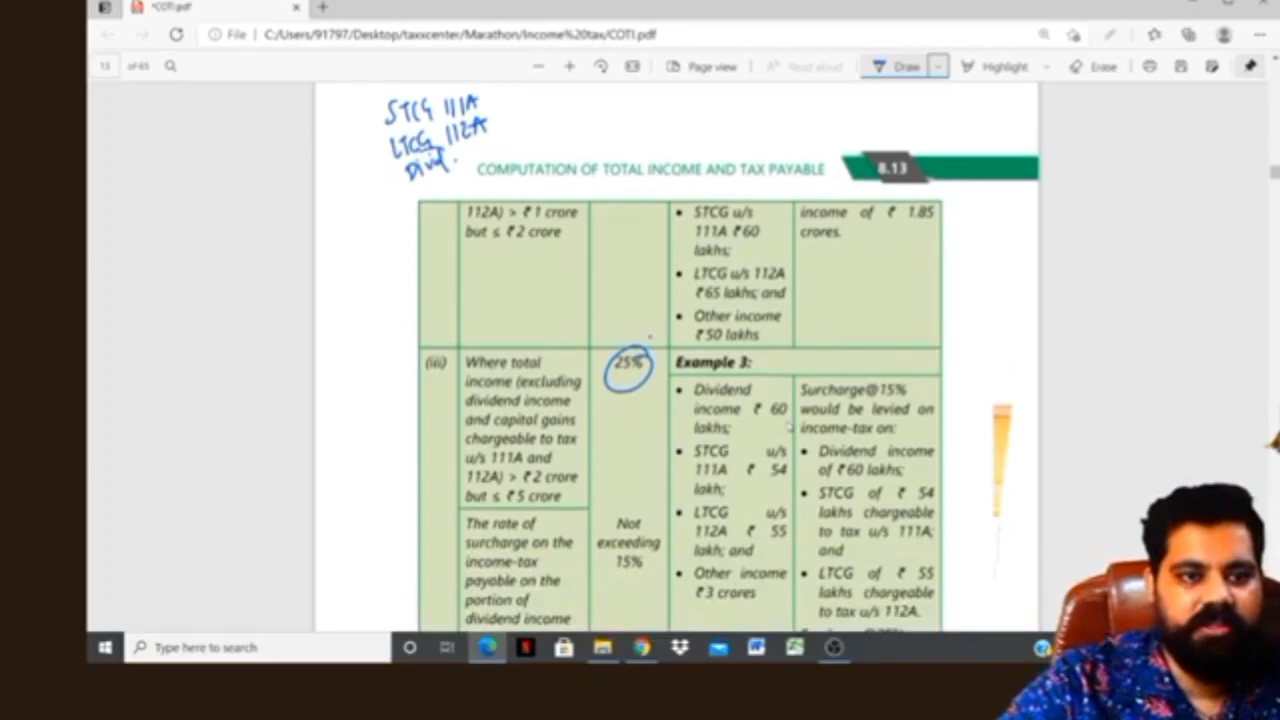 *COTI.pdf
File
C:/Users/91797/Desktop/taxxcenter/Marathon/Income%20tax/COTI.pdf
13 of 65
Page view
Read aloud
Draw
Highlight
Erase
STCG 111A
LTCG 112A
Divid.
COMPUTATION OF TOTAL INCOME AND TAX PAYABLE
8.13
112A) > ₹ 1 crore
but ≤ ₹ 2 crore
• STCG u/s
111A ₹ 60
lakhs;
• LTCG u/s 112A
₹ 65 lakhs; and
• Other income
₹ 50 lakhs
income of ₹ 1.85
crores.
(iii)
Where total
income (excluding
dividend income
and capital gains
chargeable to tax
u/s 111A and
112A) > ₹ 2 crore
but ≤ ₹ 5 crore
25%
Example 3:
• Dividend
income ₹ 60
lakhs;
• STCG u/s
111A ₹ 54
lakh;
• LTCG u/s
112A ₹ 55
lakh; and
• Other income
₹ 3 crores
Surcharge@15%
would be levied on
income-tax on:
• Dividend income
of ₹ 60 lakhs;
• STCG of ₹ 54
lakhs chargeable
to tax u/s 111A;
and
• LTCG of ₹ 55
lakhs chargeable
to tax u/s 112A.
The rate of
surcharge on the
income-tax
payable on the
portion of
dividend income
Not
exceeding
15%
Type here to search